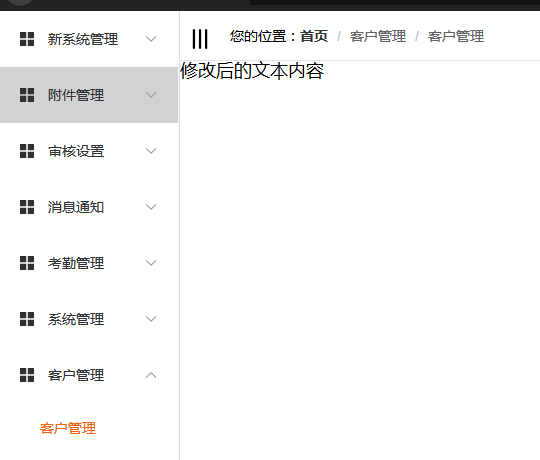 新系统管理
附件管理
审核设置
消息通知
考勤管理
系统管理
客户管理
客户管理
您的位置：首页 / 客户管理 / 客户管理
修改后的文本内容